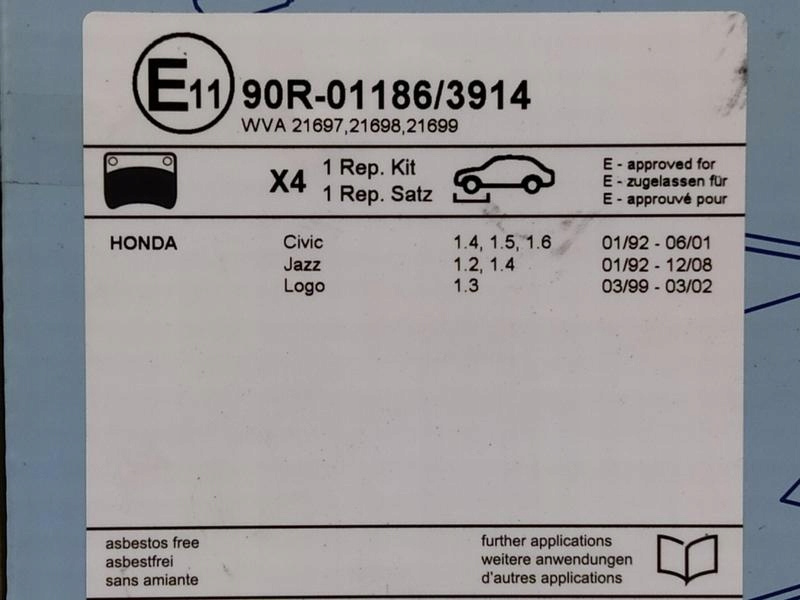 E11 90R-01186/3914
WVA 21697,21698,21699
X4
1 Rep. Kit
1 Rep. Satz
E - approved for
E - zugelassen für
E - approuvé pour
HONDA Civic 1.4, 1.5, 1.6 01/92 - 06/01
Jazz 1.2, 1.4 01/92 - 12/08
Logo 1.3 03/99 - 03/02
asbestos free
asbestfrei
sans amiante
further applications
weitere anwendungen
d'autres applications